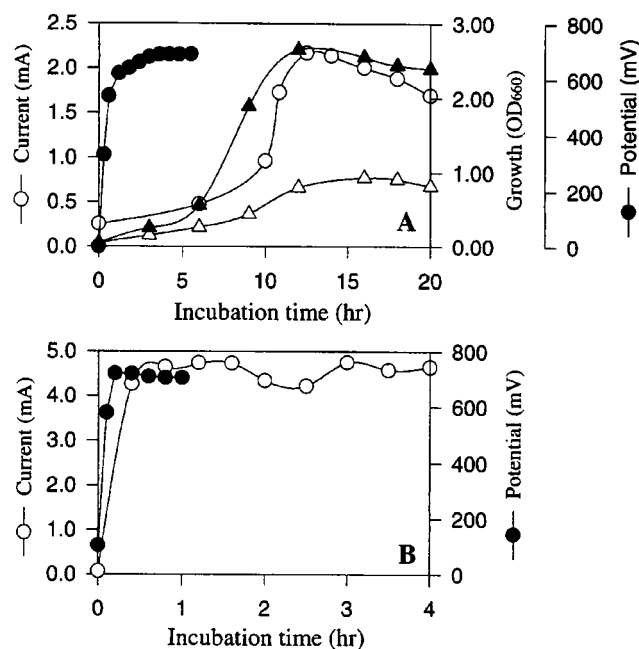 2.5
2.0
1.5
1.0
0.5
0.0
Current (mA)
3.00
2.00
1.00
0.00
Growth (OD660)
800
600
400
200
0
Potential (mV)
A
0 5 10 15 20
Incubation time (hr)
5.0
4.0
4.0
2.0
1.0
0.0
Current (mA)
800
600
400
200
0
Potential (mV)
B
0 1 2 3 4
Incubation time (hr)